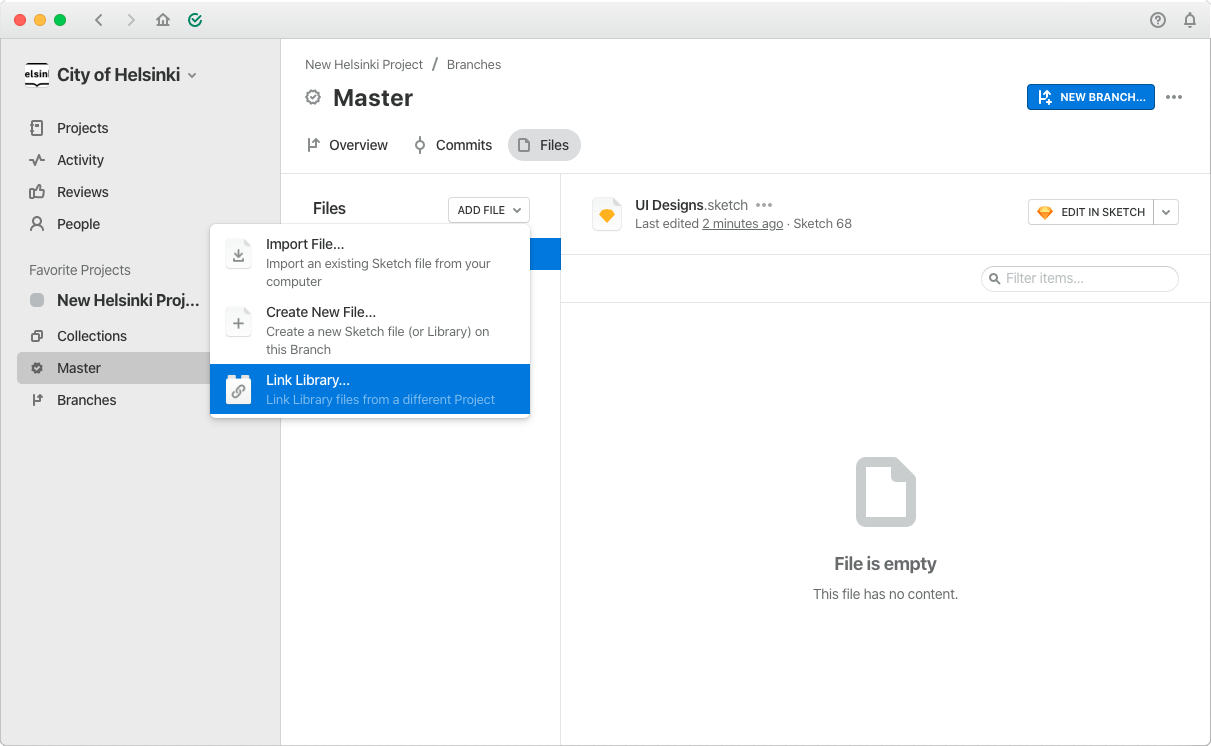 elsinl
City of Helsinki
Projects
Activity
Reviews
People
Favorite Projects
New Helsinki Proj...
Collections
Master
Branches
New Helsinki Project / Branches
Master
NEW BRANCH...
Overview
Commits
Files
Files
ADD FILE
Import File...
Import an existing Sketch file from your
computer
Create New File...
Create a new Sketch file (or Library) on
this Branch
Link Library...
Link Library files from a different Project
UI Designs.sketch
Last edited 2 minutes ago · Sketch 68
EDIT IN SKETCH
Filter items...
File is empty
This file has no content.